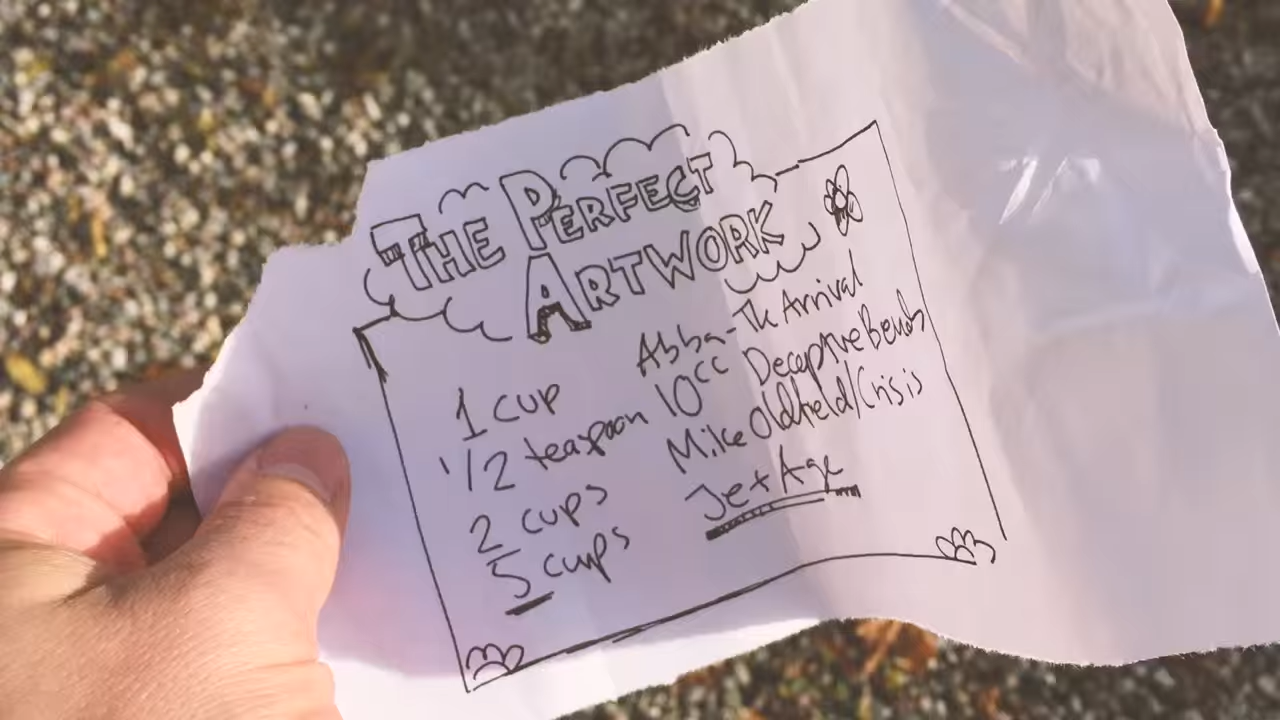 THE PERFECT
ARTWORK
1 cup Abba - The Arrival
1/2 teaspoon 10cc Deceptive Bends
2 cups Mike Oldfield/Crisis
5 cups Jet Age